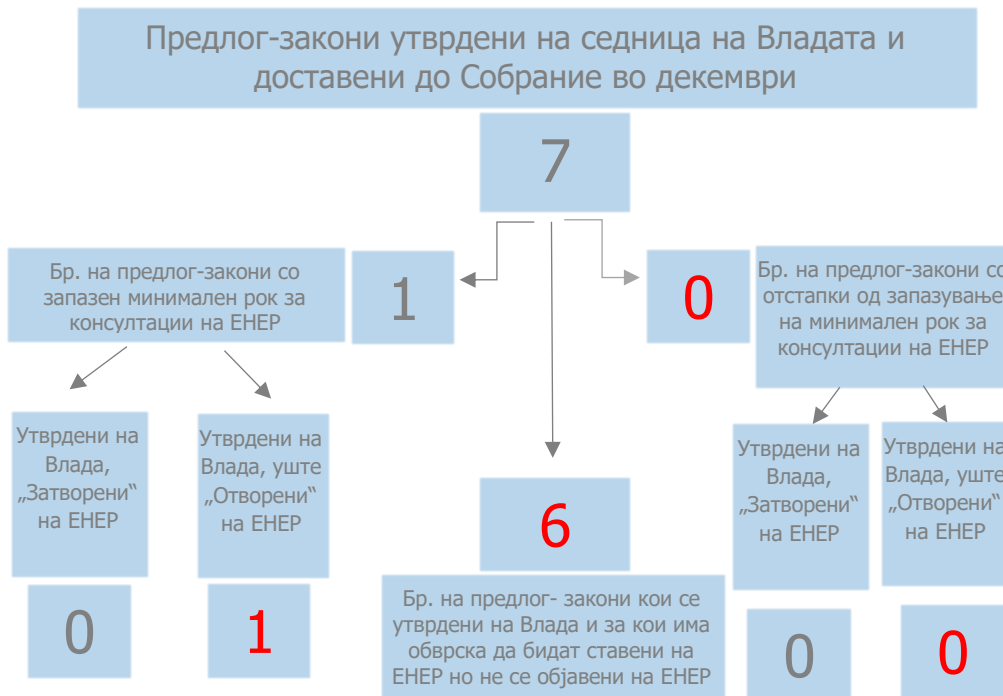 Предлог-закони утврдени на седница на Владата и
доставени до Собрание во декември
7
Бр. на предлог-закони со
запазен минимален рок за
консултации на ЕНЕР
1
0
Бр. на предлог-закони со
отстапки од запазување
на минимален рок за
консултации на ЕНЕР
Утврдени на
Влада,
„Затворени“
на ЕНЕР
0
Утврдени на
Влада, уште
„Отворени“
на ЕНЕР
1
6
Бр. на предлог- закони кои се
утврдени на Влада и за кои има
обврска да бидат ставени на
ЕНЕР но не се објавени на ЕНЕР
Утврдени на
Влада,
„Затворени“
на ЕНЕР
0
Утврдени на
Влада, уште
„Отворени“
на ЕНЕР
0